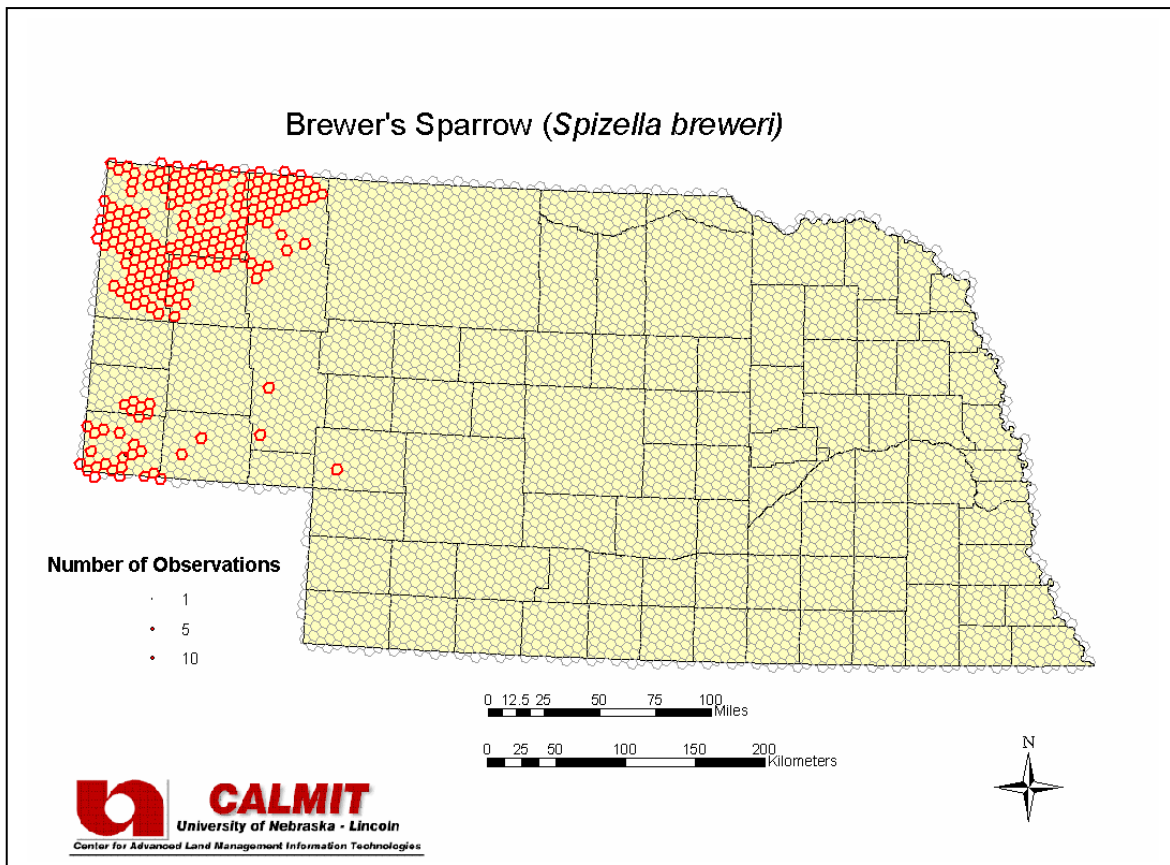 Brewer's Sparrow (Spizella breweri)
Number of Observations
1
5
10
0 12.5 25 50 75 100
Miles
0 25 50 100 150 200
Kilometers
N
CALMIT
University of Nebraska - Lincoln
Center for Advanced Land Management Information Technologies